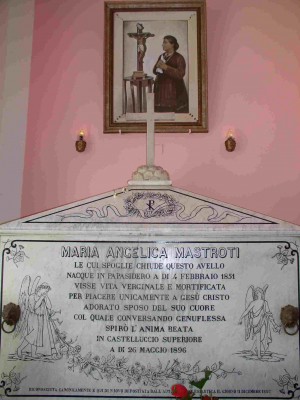 MARIA ANGELICA MASTROTI
LE CUI SPOGLIE CHIUDE QUESTO AVELLO
NACQUE IN PAPASIDERO A DI 4 FEBBRAIO 1851
VISSE VITA VERGINALE E MORTIFICATA
PER PIACERE UNICAMENTE A GESÙ CRISTO
ADORATO SPOSO DEL SUO CUORE
COL QUALE CONVERSANDO GENUFLESSA
SPIRÒ L'ANIMA BEATA
IN CASTELLUCCIO SUPERIORE
A DI 26 MAGGIO 1896